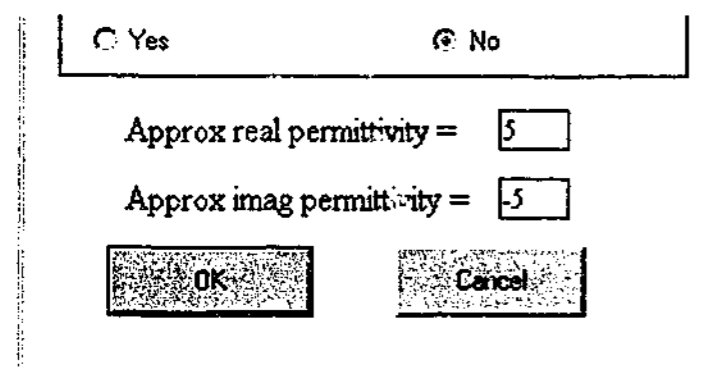 Yes No
Approx real permittivity = 5
Approx imag permittivity = -5
OK Cancel